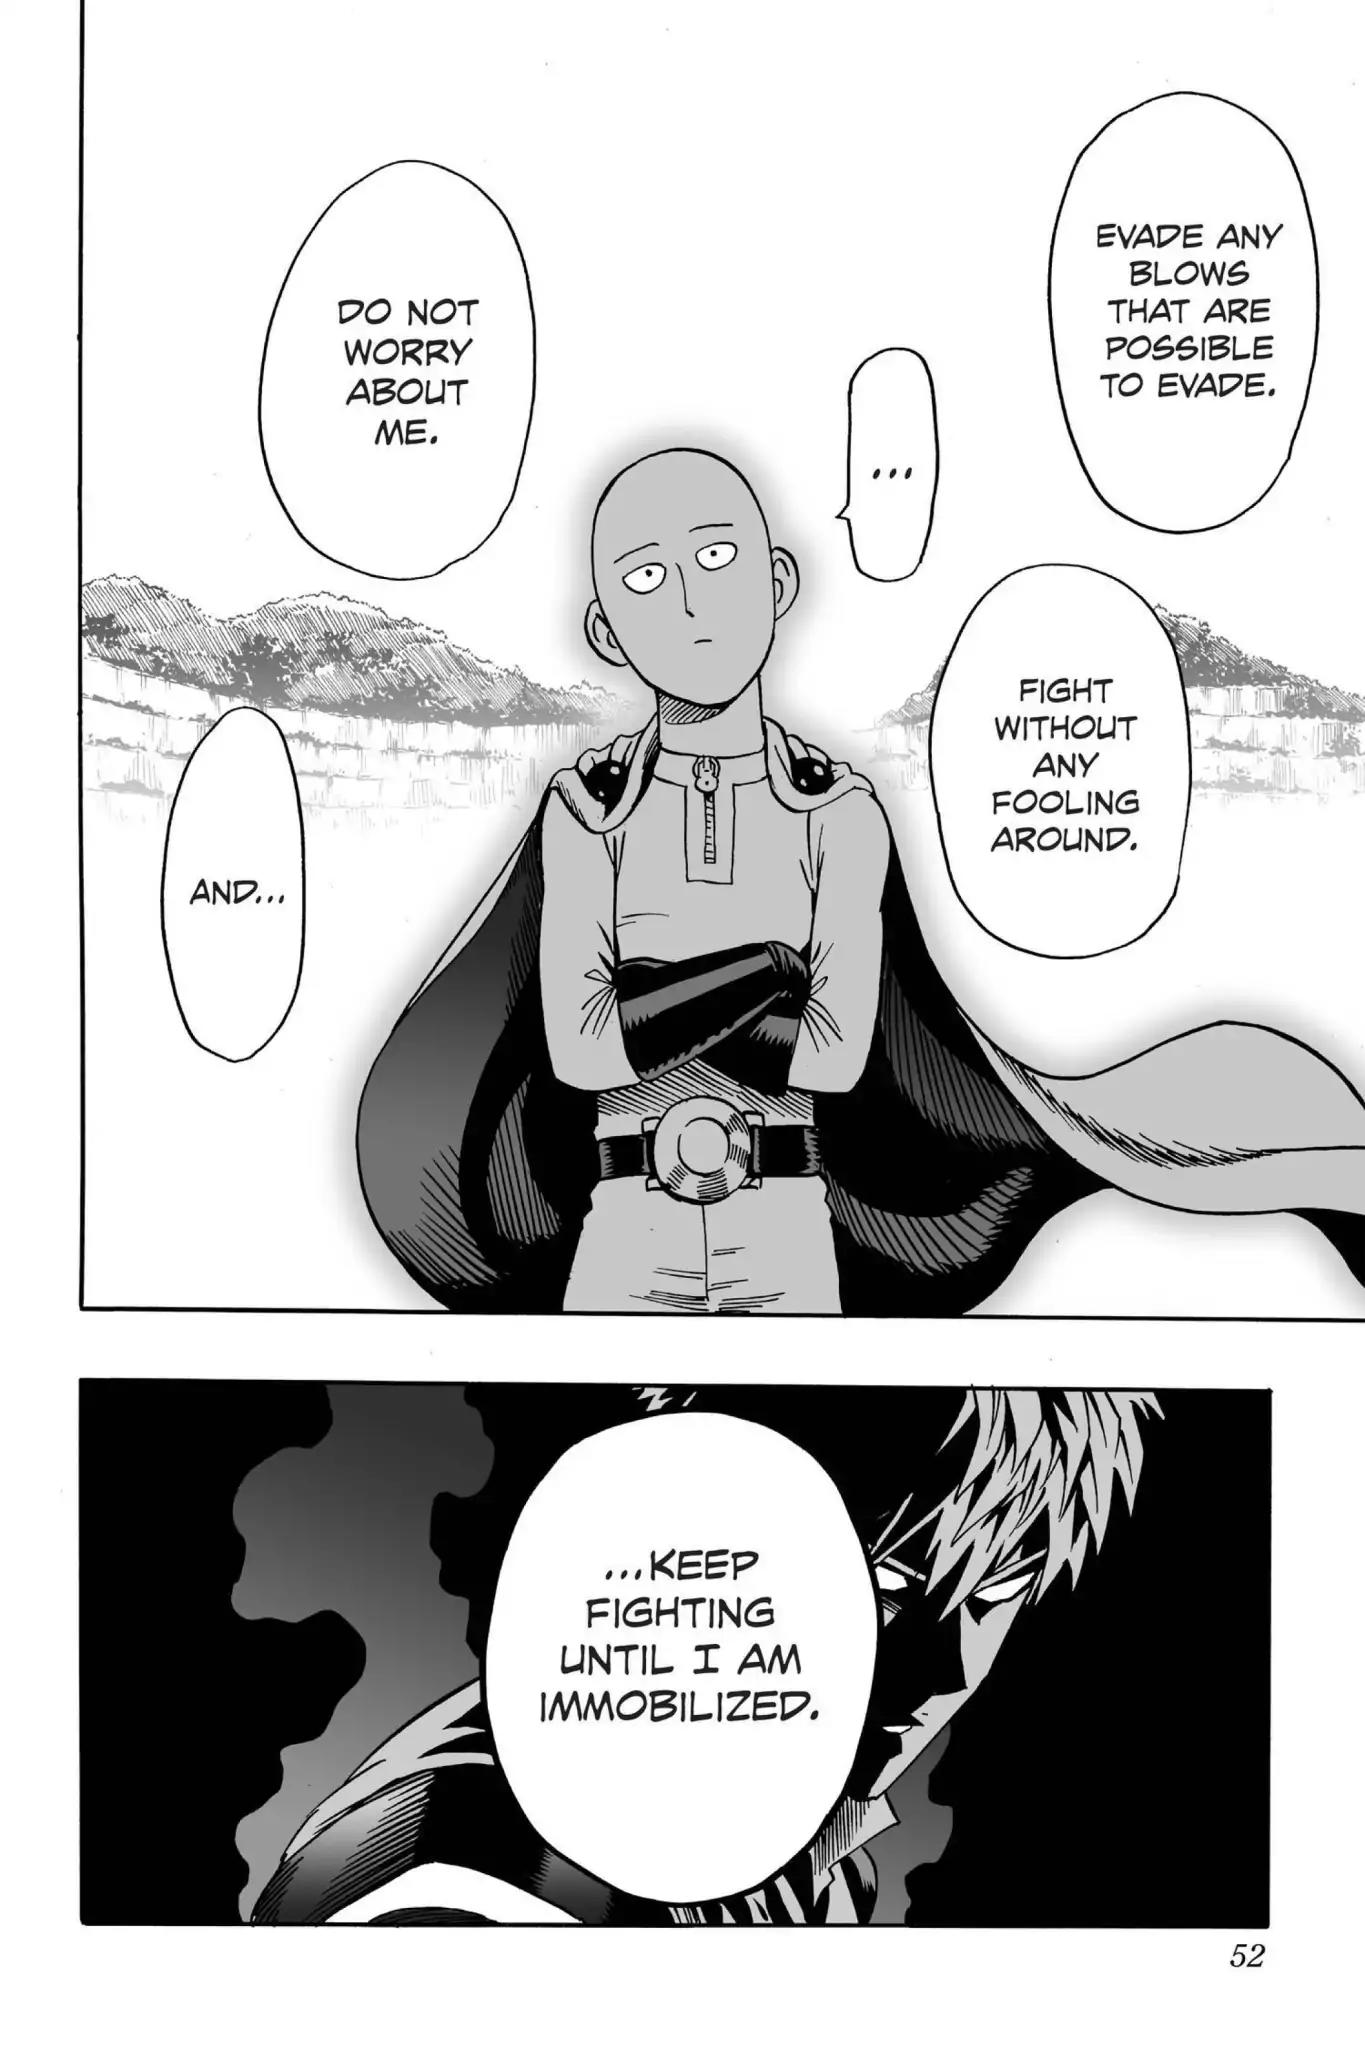 EVADE ANY
BLOWS
THAT ARE
POSSIBLE
TO EVADE.
...
FIGHT
WITHOUT
ANY
FOOLING
AROUND.
DO NOT
WORRY
ABOUT
ME.
AND...
...KEEP
FIGHTING
UNTIL I AM
IMMOBILIZED.
52